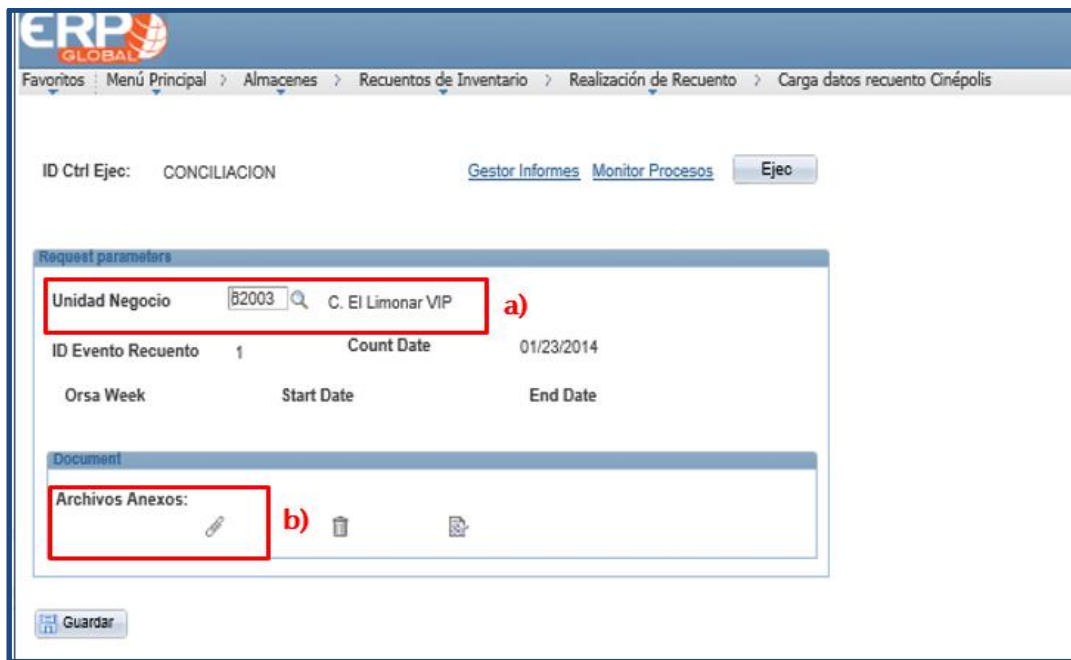 ERP
GLOBAL
Favoritos Menú Principal > Almacenes > Recuentos de Inventario > Realización de Recuento > Carga datos recuento Cinépolis
ID Ctrl Ejec: CONCILIACION Gestor Informes Monitor Procesos Ejec
Request parameters
Unidad Negocio 62003 C. El Limonar VIP a)
ID Evento Recuento 1 Count Date 01/23/2014
Orsa Week Start Date End Date
Document
Archivos Anexos:
b)
Guardar